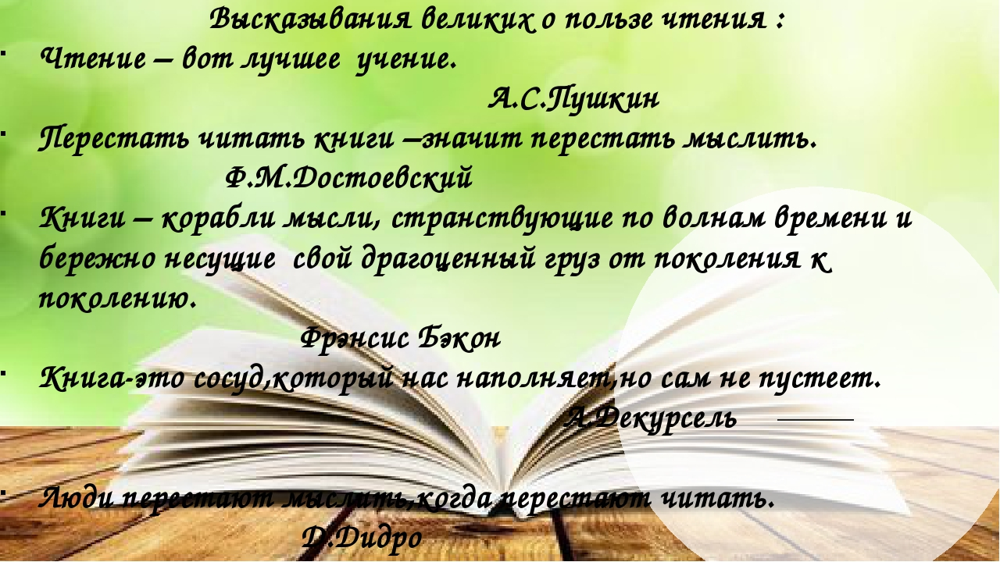 Высказывания великих о пользе чтения :
Чтение – вот лучшее учение.
А.С.Пушкин
Перестать читать книги –значит перестать мыслить.
Ф.М.Достоевский
Книги – корабли мысли, странствующие по волнам времени и
бережно несущие свой драгоценный груз от поколения к
поколению.
Фрэнсис Бэкон
Книга-это сосуд,который нас наполняет,но сам не пустеет.
А.Декурсель
Люди перестают мыслить,когда перестают читать.
Д.Дидро